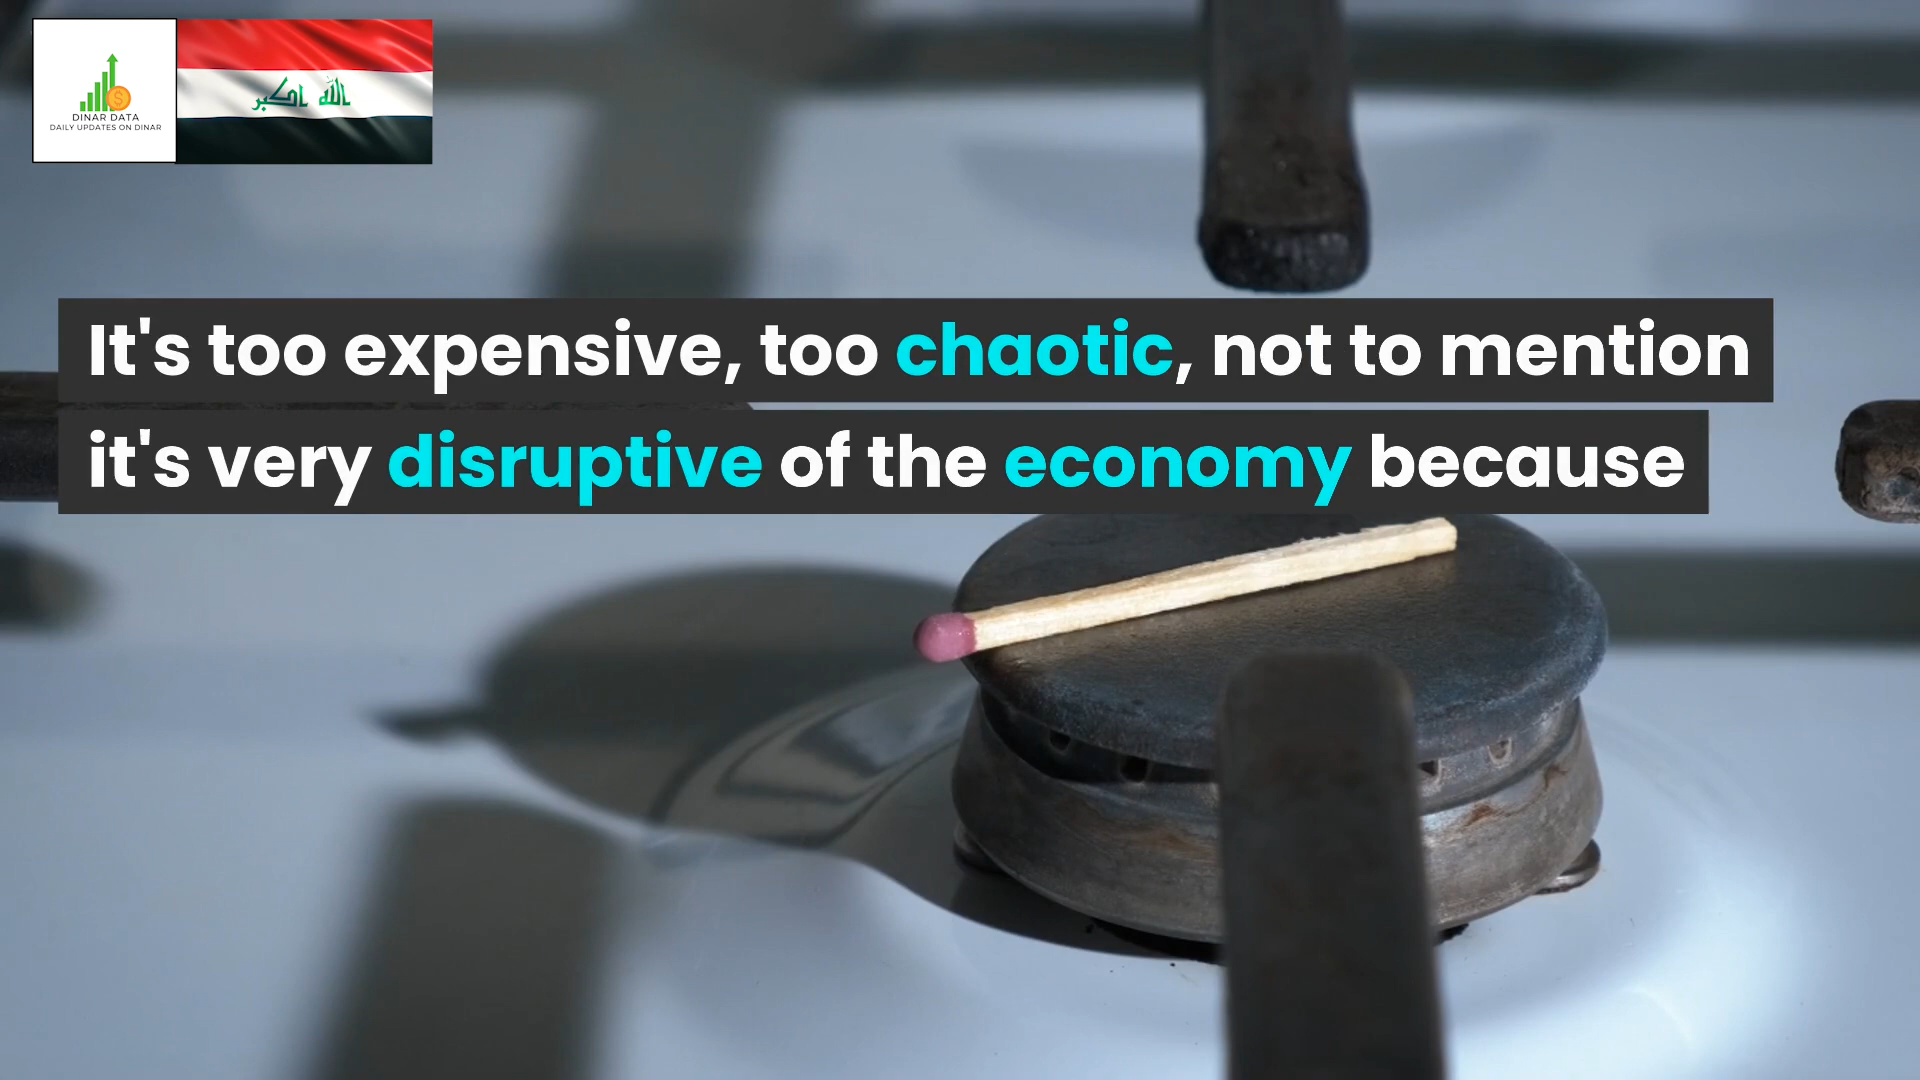 DINAR DATA
DAILY UPDATES ON DINAR
الله اكبر
It's too expensive, too chaotic, not to mention
it's very disruptive of the economy because